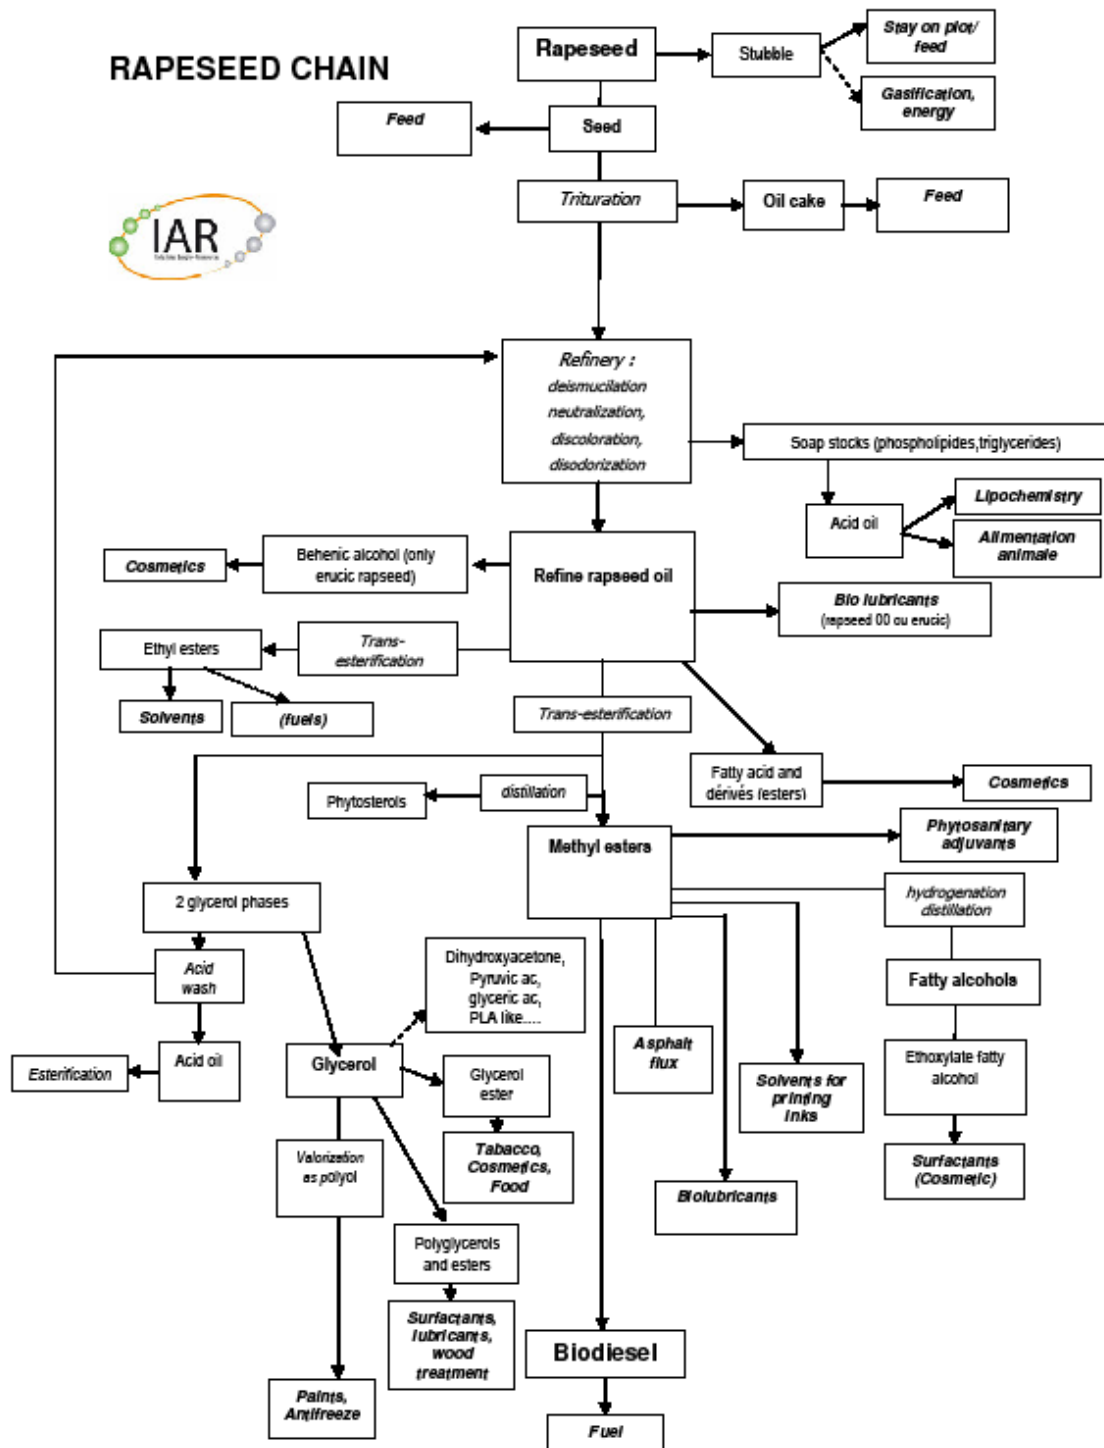 RAPESEED CHAIN
Rapeseed
Stubble
Stay on plot/
feed
Gasification,
energy
Feed
Seed
Trituration
Oil cake
Feed
IAR
Refinery :
deismucilation
neutralization,
discoloration,
disodorization
Soap stocks (phospholipides,triglycerides)
Acid oil
Lipochemistry
Alimentation
animale
Cosmetics
Behenic alcohol (only
erucic rapseed)
Refine rapseed oil
Bio lubricants
(rapseed 00 ou erucic)
Ethyl esters
Trans-
esterification
Solvents
(fuels)
Trans-esterification
Phytosterols
distillation
Fatty acid and
dérivés (esters)
Cosmetics
Methyl esters
Phytosanitary
adjuvants
2 glycerol phases
hydrogenation
distillation
Acid
wash
Dihydroxyacetone,
Pyruvic ac,
glyceric ac,
PLA like....
Fatty alcohols
Esterification
Acid oil
Glycerol
Glycerol
ester
Asphalt
flux
Solvents for
printing
inks
Ethoxylate fatty
alcohol
Valorization
as polyol
Tabacco,
Cosmetics,
Food
Biolubricants
Surfactants
(Cosmetic)
Polyglycerols
and esters
Surfactants,
lubricants,
wood
treatment
Biodiesel
Paints,
Antifreeze
Fuel